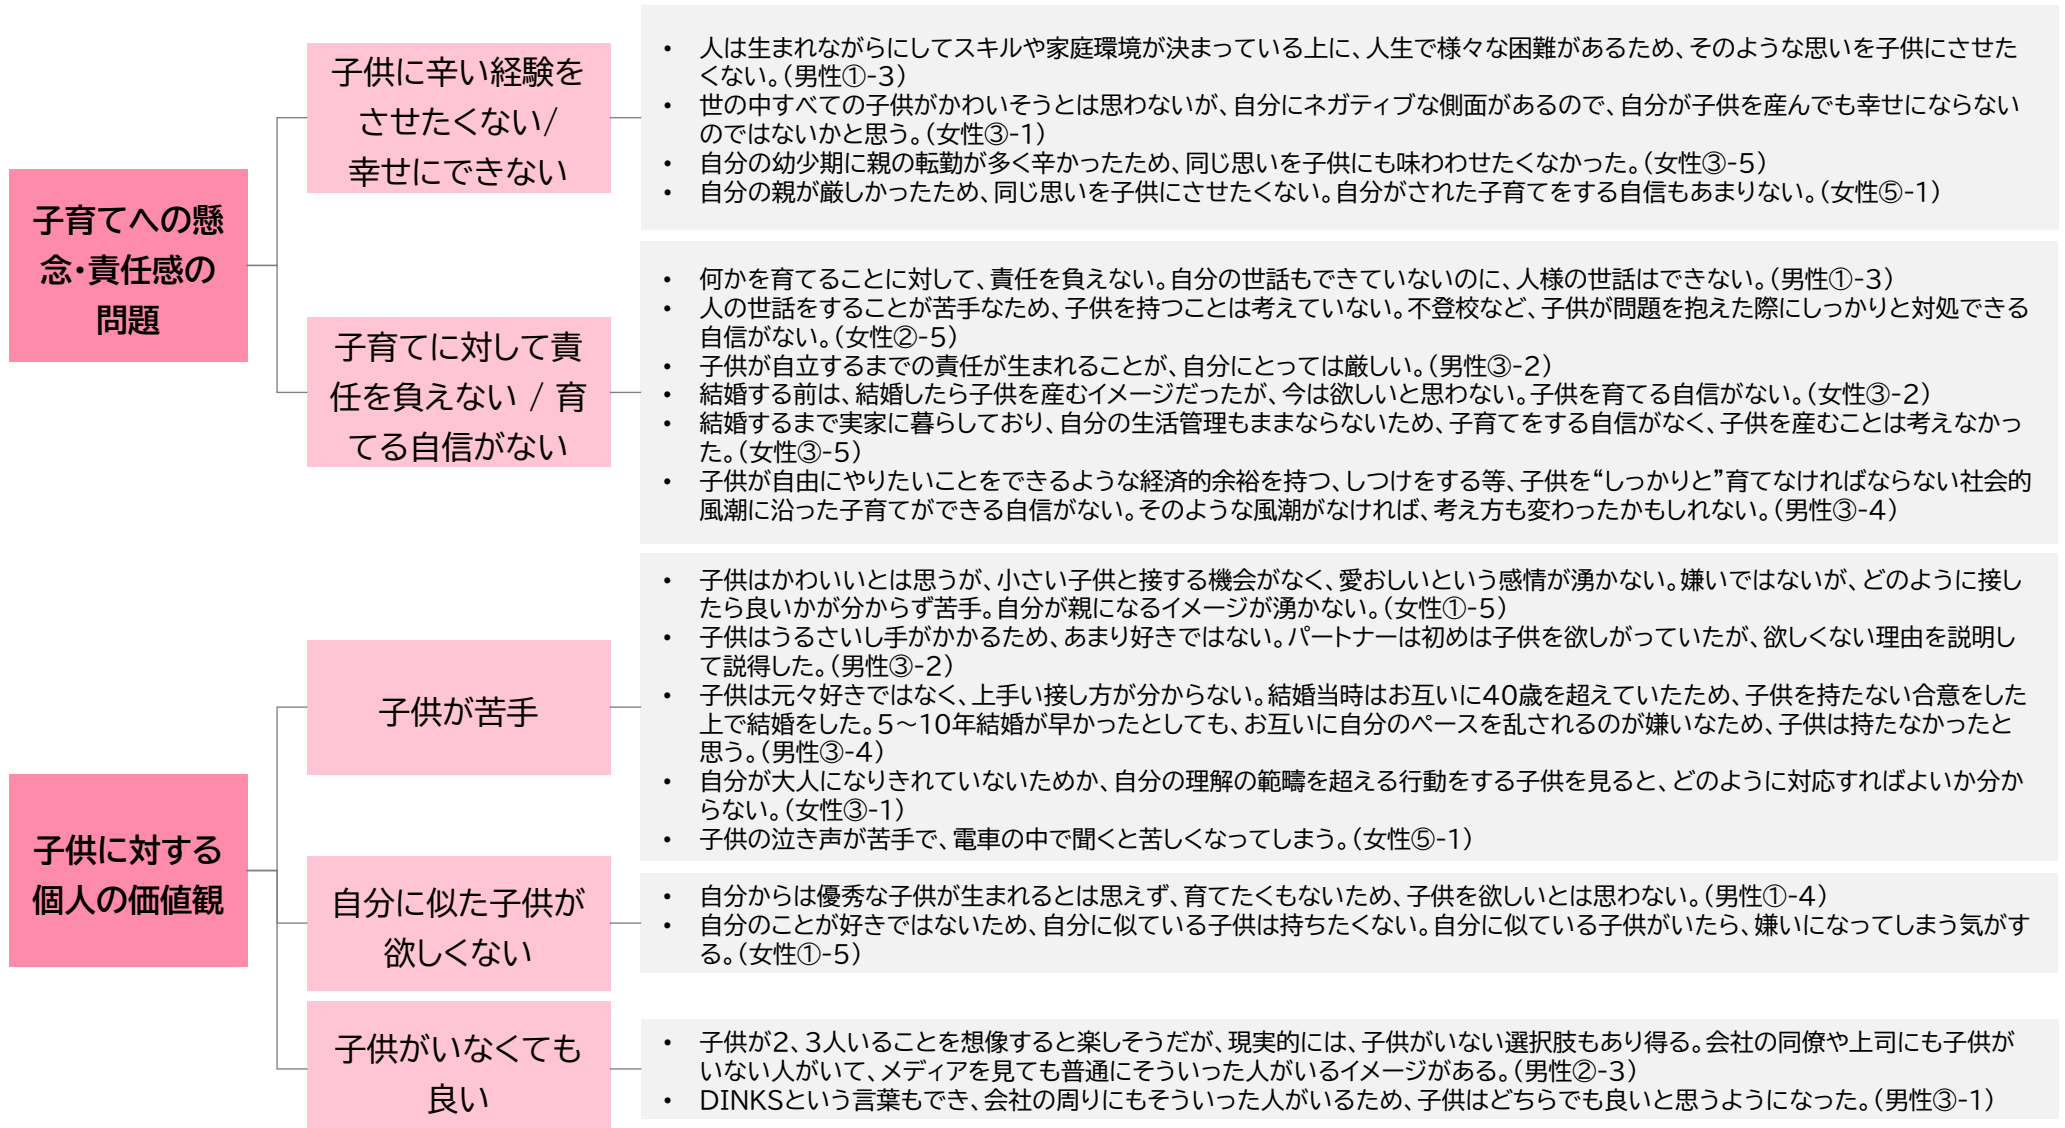 子育てへの懸
念・責任感の
問題
子供に辛い経験を
させたくない/
幸せにできない
• 人は生まれながらにしてスキルや家庭環境が決まっている上に、人生で様々な困難があるため、そのような思いを子供にさせた
くない。(男性①-3)
• 世の中すべての子供がかわいそうとは思わないが、自分にネガティブな側面があるので、自分が子供を産んでも幸せにならない
のではないかと思う。(女性③-1)
• 自分の幼少期に親の転勤が多く辛かったため、同じ思いを子供にも味わわせたくなかった。(女性③-5)
• 自分の親が厳しかったため、同じ思いを子供にさせたくない。自分がされた子育てをする自信もあまりない。(女性⑤-1)
子育てに対して責
任を負えない / 育
てる自信がない
• 何かを育てることに対して、責任を負えない。自分の世話もできていないのに、人様の世話はできない。(男性①-3)
• 人の世話をすることが苦手なため、子供を持つことは考えていない。不登校など、子供が問題を抱えた際にしっかりと対処できる
自信がない。(女性②-5)
• 子供が自立するまでの責任が生まれることが、自分にとっては厳しい。(男性③-2)
• 結婚する前は、結婚したら子供を産むイメージだったが、今は欲しいと思わない。子供を育てる自信がない。(女性③-2)
• 結婚するまで実家に暮らしており、自分の生活管理もままならないため、子育てをする自信がなく、子供を産むことは考えなかっ
た。(女性③-5)
• 子供が自由にやりたいことをできるような経済的余裕を持つ、しつけをする等、子供を“しっかりと”育てなければならない社会的
風潮に沿った子育てができる自信がない。そのような風潮がなければ、考え方も変わったかもしれない。(男性③-4)
子供に対する
個人の価値観
子供が苦手
• 子供はかわいいとは思うが、小さい子供と接する機会がなく、愛おしいという感情が湧かない。嫌いではないが、どのように接し
たら良いかが分からず苦手。自分が親になるイメージが湧かない。(女性①-5)
• 子供はうるさいし手がかかるため、あまり好きではない。パートナーは初めは子供を欲しがっていたが、欲しくない理由を説明し
て説得した。(男性③-2)
• 子供は元々好きではなく、上手い接し方が分からない。結婚当時はお互いに40歳を超えていたため、子供を持たない合意をした
上で結婚をした。5～10年結婚が早かったとしても、お互いに自分のペースを乱されるのが嫌いなため、子供は持たなかったと
思う。(男性③-4)
• 自分が大人になりきれていないためか、自分の理解の範疇を超える行動をする子供を見ると、どのように対応すればよいか分か
らない。(女性③-1)
• 子供の泣き声が苦手で、電車の中で聞くと苦しくなってしまう。(女性⑤-1)
自分に似た子供が
欲しくない
• 自分からは優秀な子供が生まれるとは思えず、育てたくもないため、子供を欲しいとは思わない。(男性①-4)
• 自分のことが好きではないため、自分に似ている子供は持ちたくない。自分に似ている子供がいたら、嫌いになってしまう気がす
る。(女性①-5)
子供がいなくても
良い
• 子供が2、3人いることを想像すると楽しそうだが、現実的には、子供がいない選択肢もあり得る。会社の同僚や上司にも子供が
いない人がいて、メディアを見ても普通にそういった人がいるイメージがある。(男性②-3)
• DINKSという言葉もでき、会社の周りにもそういった人がいるため、子供はどちらでも良いと思うようになった。(男性③-1)